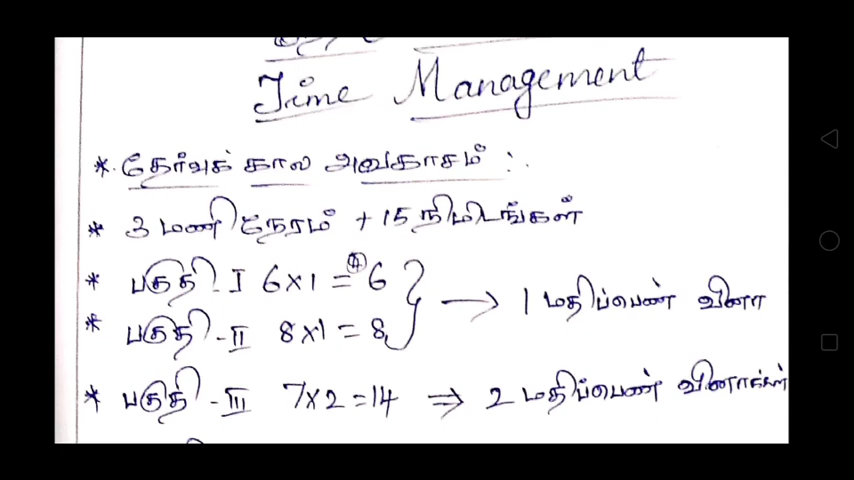 Time Management
* தேர்வுக் கால அவகாசம் :.
* 3 மணி நேரம் + 15 நிமிடங்கள்
* பகுதி - I 6 x 1 = 6
* பகுதி - II 8 x 1 = 8 } → 1 மதிப்பெண் வினா
* பகுதி - III 7 x 2 = 14 ⇒ 2 மதிப்பெண் வினாக்கள்